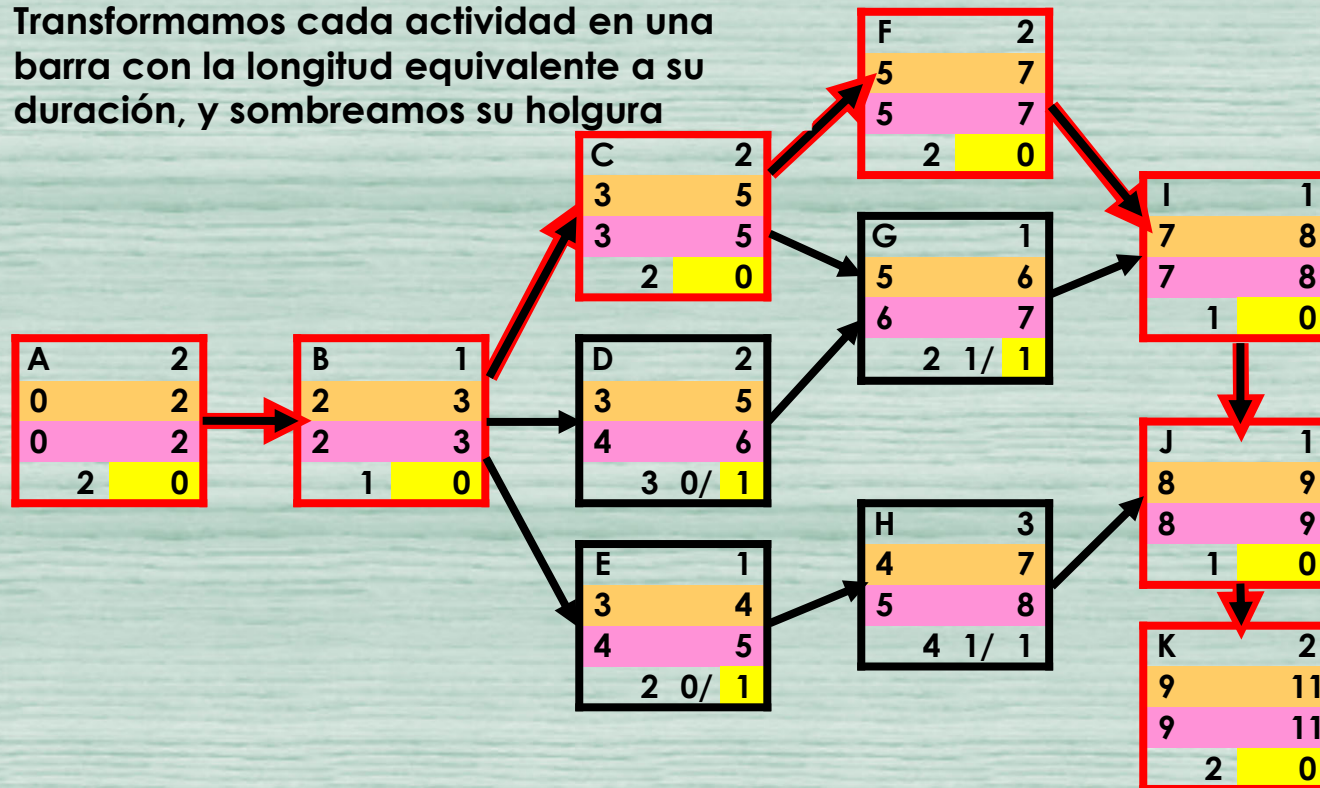 Transformamos cada actividad en una
barra con la longitud equivalente a su
duración, y sombreamos su holgura
F 2
5 7
5 7
2 0
C 2
3 5
3 5
2 0
I 1
7 8
7 8
1 0
G 1
5 6
6 7
2 1/ 1
A 2
0 2
0 2
2 0
B 1
2 3
2 3
1 0
D 2
3 5
4 6
3 0/ 1
J 1
8 9
8 9
1 0
H 3
4 7
5 8
4 1/ 1
E 1
3 4
4 5
2 0/ 1
K 2
9 11
9 11
2 0